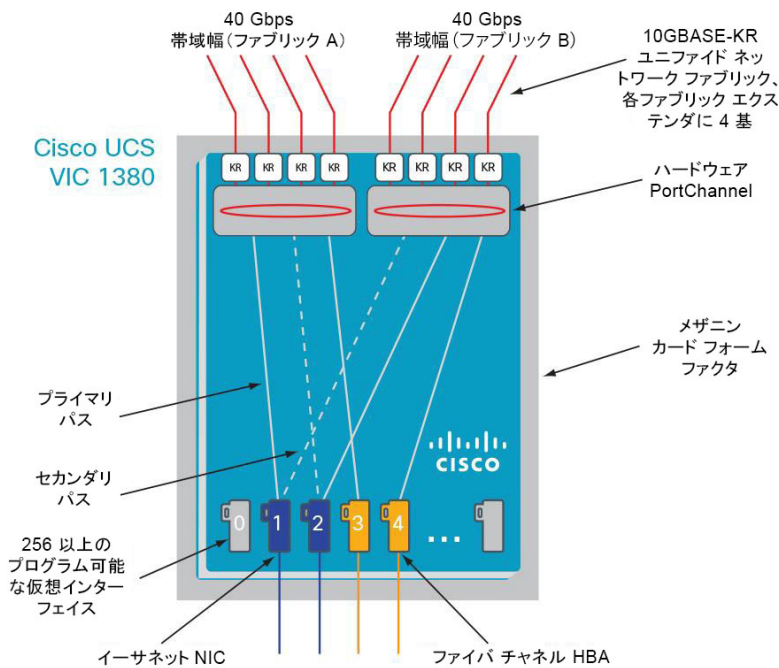 40 Gbps
帯域幅（ファブリック A）
40 Gbps
帯域幅（ファブリック B）
10GBASE-KR
ユニファイド ネッ
トワーク ファブリック、
各ファブリック エクス
テンダに 4 基
Cisco UCS
VIC 1380
KR
KR
KR
KR
KR
KR
KR
KR
ハードウェア
PortChannel
メザニン
カード フォーム
ファクタ
プライマリ
パス
セカンダリ
パス
CISCO
0
1
2
3
4
...
256 以上の
プログラム可能
な仮想インター
フェイス
イーサネット NIC
ファイバ チャネル HBA